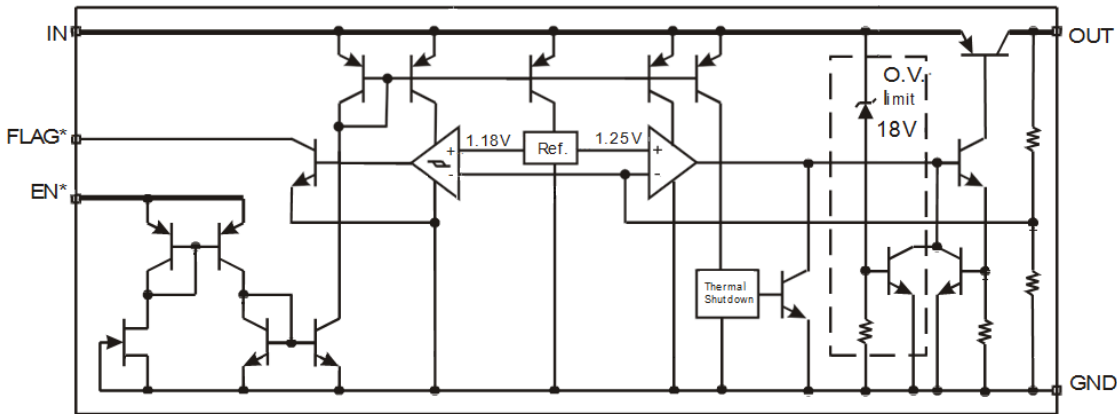 IN
OUT
O.V.
limit
18V
FLAG*
1.18V
Ref.
1.25V
+
-
+
-
EN*
Thermal
Shutdown
GND